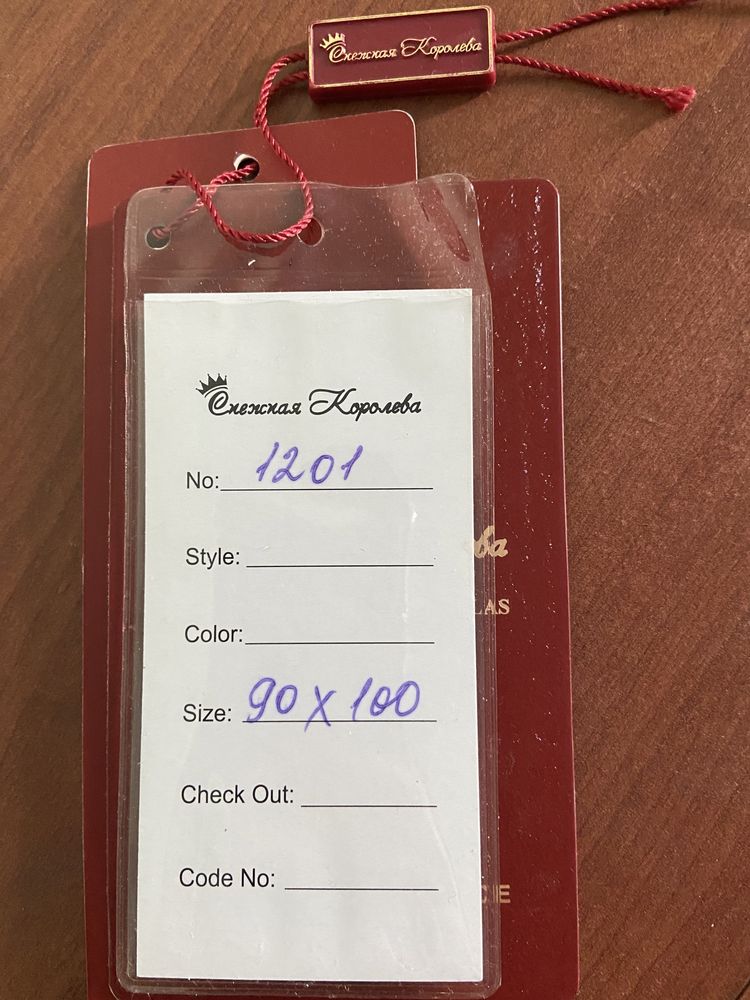 Снежная Королева
Снежная Королева
No: 1201
Style:
Color:
Size: 90 x 100
Check Out:
Code No: